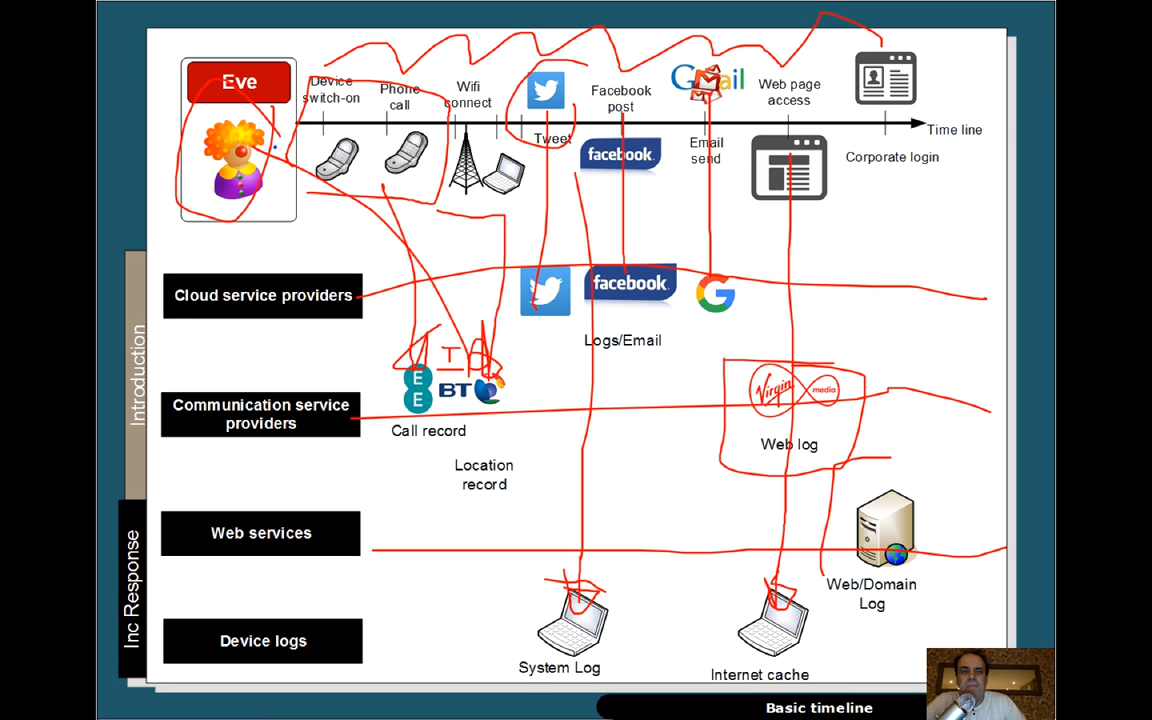 Eve
Device
switch-on
Phone
call
Wifi
connect
Tweet
Facebook
post
facebook
Gmail
Email
send
Web page
access
Time line
Corporate login
Cloud service providers
facebook
G
Logs/Email
Introduction
T
EE
BT
Communication service
providers
Call record
Location
record
Virgin
media
Web log
Inc Response
Web services
Web/Domain
Log
Device logs
System Log
Internet cache
Basic timeline